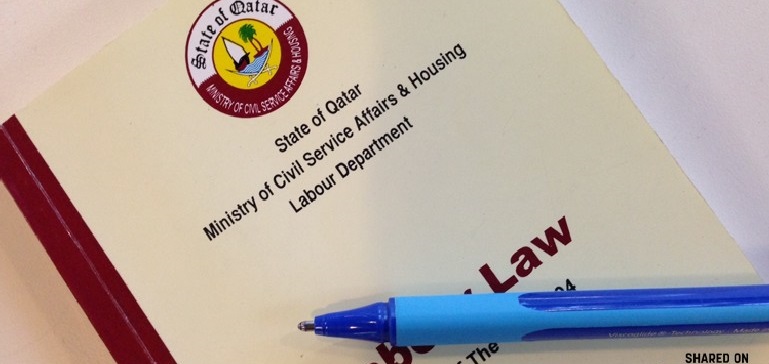 State of Qatar
MINISTRY OF CIVIL SERVICE AFFAIRS & HOUSING
State of Qatar
Ministry of Civil Service Affairs & Housing
Labour Department
Law
The
SHARED ON